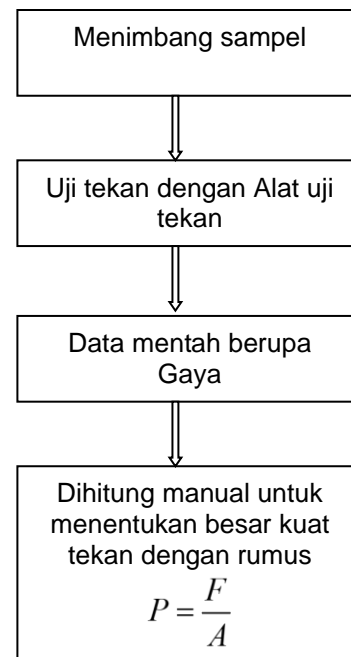 Menimbang sampel
Uji tekan dengan Alat uji
tekan
Data mentah berupa
Gaya
Dihitung manual untuk
menentukan besar kuat
tekan dengan rumus
P = F/A